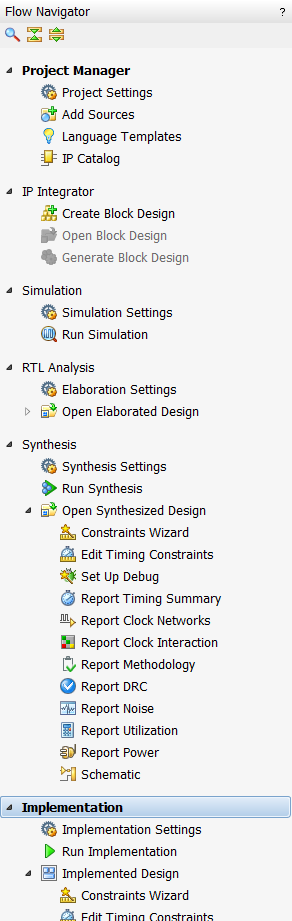 Flow Navigator ?
Project Manager
Project Settings
Add Sources
Language Templates
IP Catalog
IP Integrator
Create Block Design
Open Block Design
Generate Block Design
Simulation
Simulation Settings
Run Simulation
RTL Analysis
Elaboration Settings
Open Elaborated Design
Synthesis
Synthesis Settings
Run Synthesis
Open Synthesized Design
Constraints Wizard
Edit Timing Constraints
Set Up Debug
Report Timing Summary
Report Clock Networks
Report Clock Interaction
Report Methodology
Report DRC
Report Noise
Report Utilization
Report Power
Schematic
Implementation
Implementation Settings
Run Implementation
Implemented Design
Constraints Wizard
Edit Timing Constraints